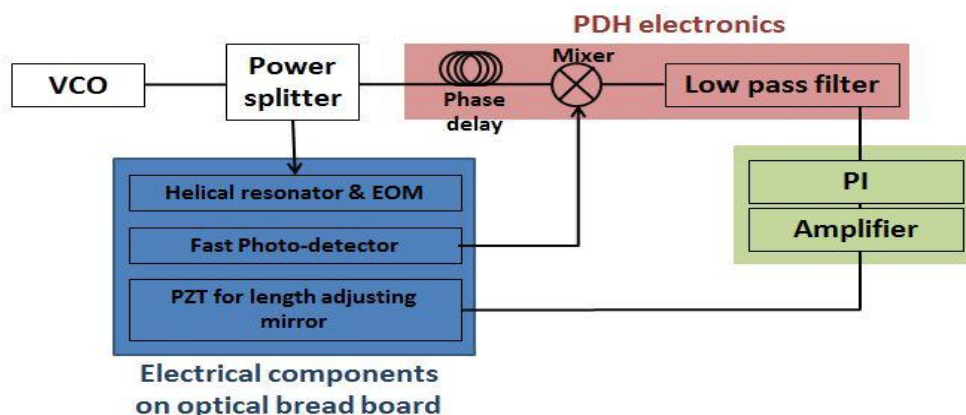 PDH electronics
VCO
Power
splitter
Mixer
Phase
delay
Low pass filter
Helical resonator & EOM
Fast Photo-detector
PZT for length adjusting
mirror
PI
Amplifier
Electrical components
on optical bread board